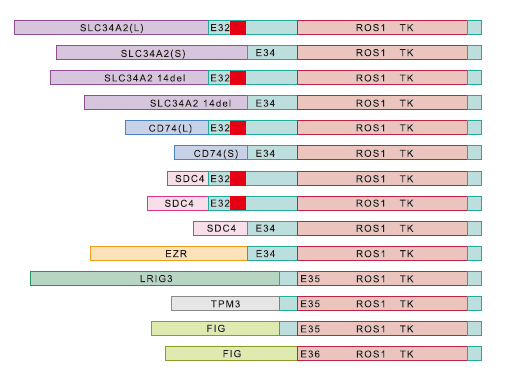 SLC34A2(L) E32 ROS1 TK
SLC34A2(S) E34 ROS1 TK
SLC34A2 14del E32 ROS1 TK
SLC34A2 14del E34 ROS1 TK
CD74(L) E32 ROS1 TK
CD74(S) E34 ROS1 TK
SDC4 E32 ROS1 TK
SDC4 E32 ROS1 TK
SDC4 E34 ROS1 TK
EZR E34 ROS1 TK
LRIG3 E35 ROS1 TK
TPM3 E35 ROS1 TK
FIG E35 ROS1 TK
FIG E36 ROS1 TK